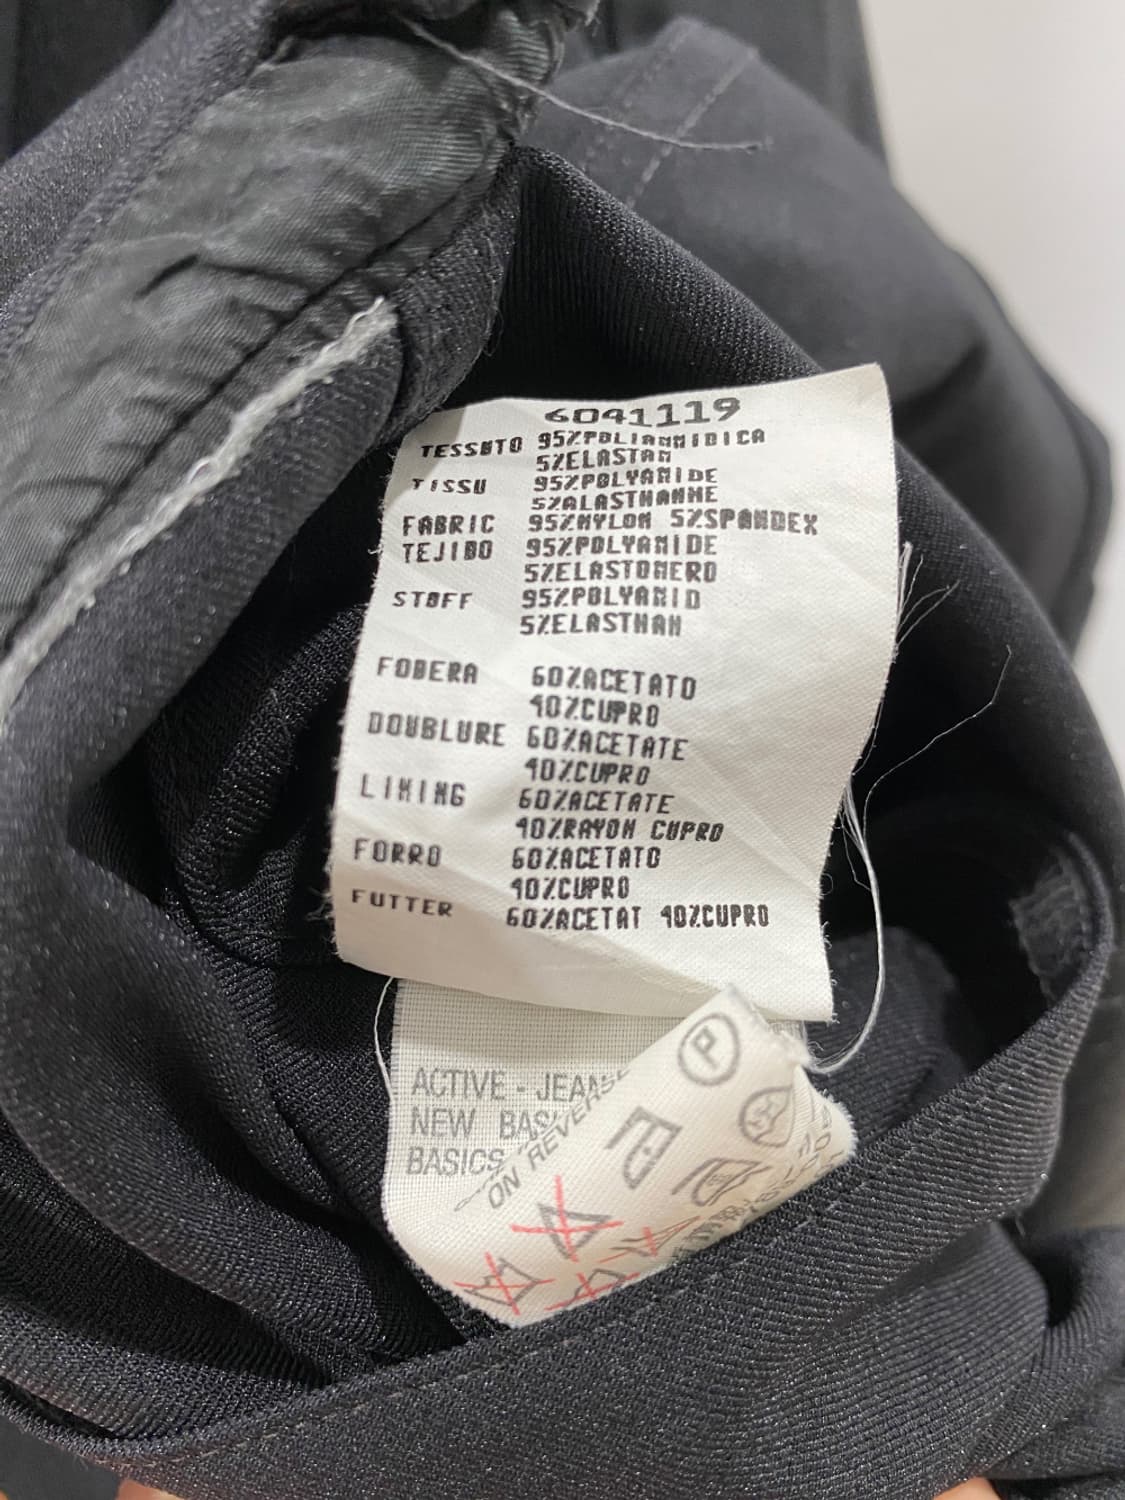 6041119
TESSUTO 95%POLIAMMIDICA
5%ELASTAN
TISSU 95%POLYAMIDE
5%ALASTHANNE
FABRIC 95%NYLON 5%SPANDEX
TEJIDO 95%POLYAMIDE
5%ELASTOMERO
STOFF 95%POLYAMID
5%ELASTHAN
FODERA 60%ACETATO
40%CUPRO
DOUBLURE 60%ACETATE
40%CUPRO
LINING 60%ACETATE
40%RAYON CUPRO
FORRO 60%ACETATO
40%CUPRO
FUTTER 60%ACETAT 40%CUPRO
ACTIVE - JEANS
NEW BASI
BASICS
ON REVERSE
P